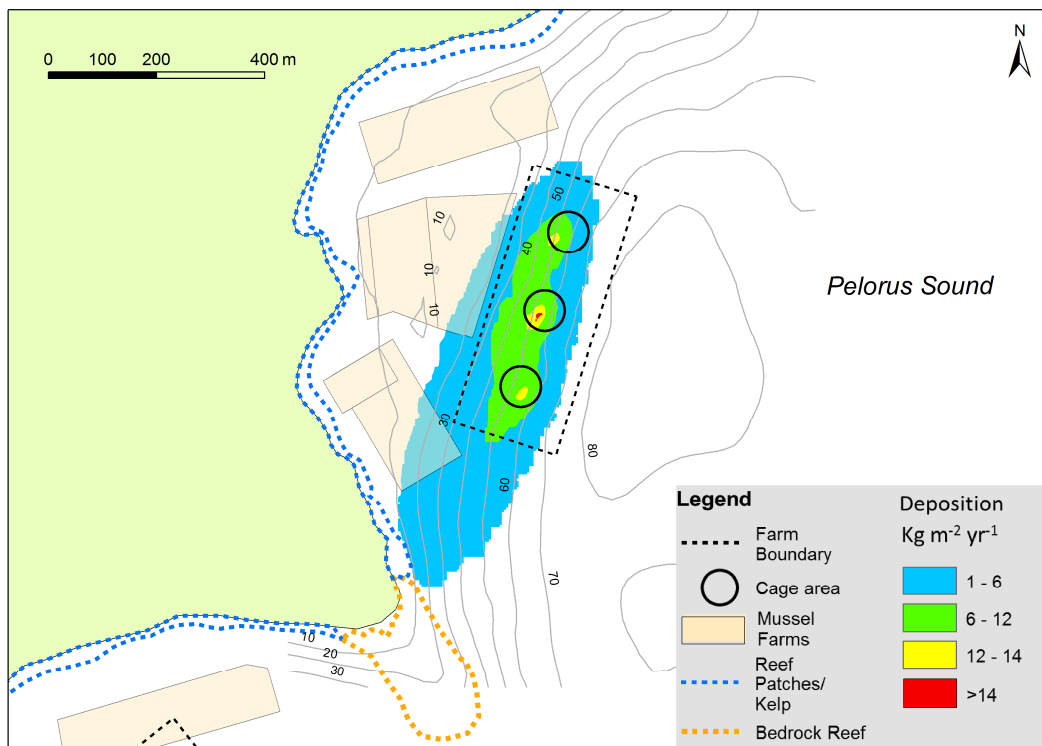 0 100 200 400 m
N
10
50
40
10
10
Pelorus Sound
30
80
60
70
10
20
30
Legend
Farm
Boundary
Cage area
Mussel
Farms
Reef
Patches/
Kelp
Bedrock Reef
Deposition
Kg m⁻² yr⁻¹
1 - 6
6 - 12
12 - 14
>14